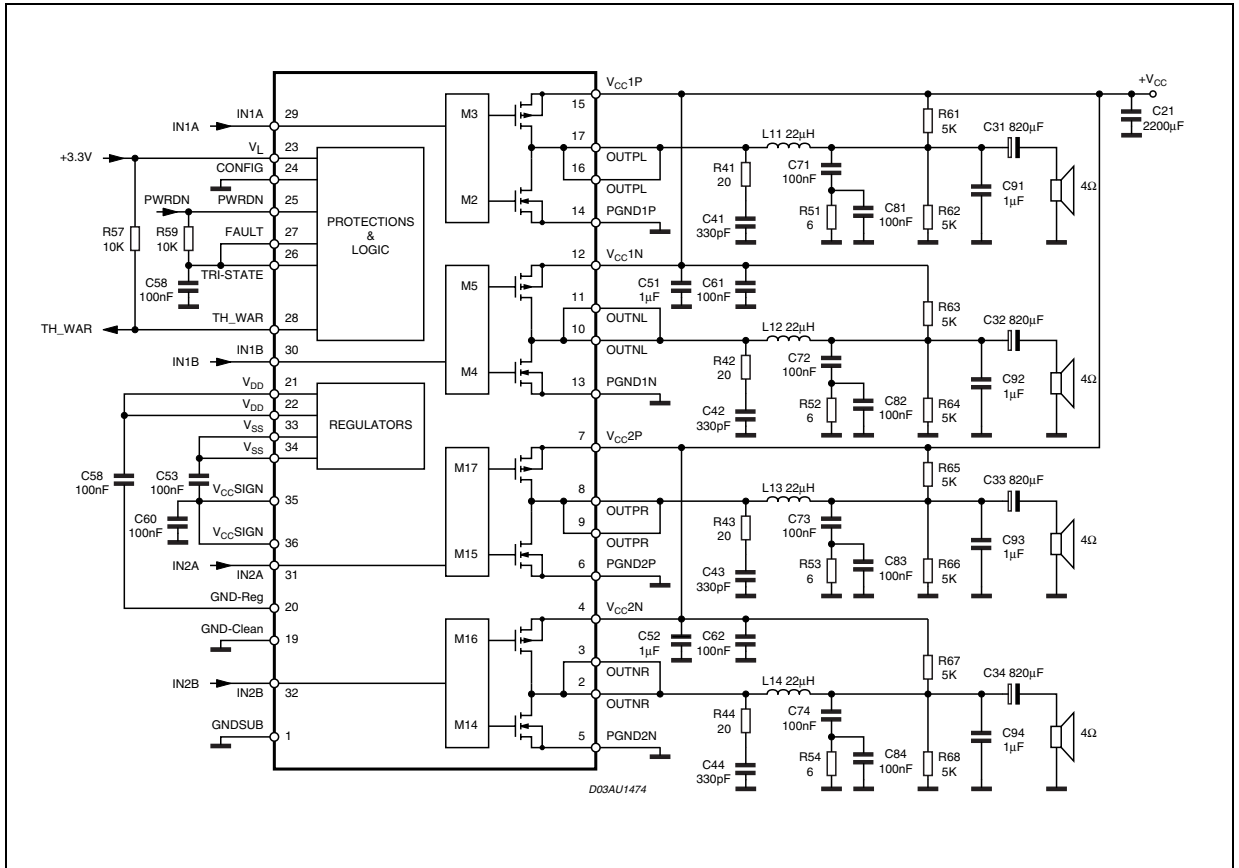 IN1A
IN1A
29
+3.3V
VL
23
CONFIG
24
PWRDN
PWRDN
25
R57
10K
R59
10K
FAULT
27
26
TRI-STATE
C58
100nF
TH_WAR
TH_WAR
28
IN1B
IN1B
30
VDD
21
VDD
22
VSS
33
VSS
34
C58
100nF
C53
100nF
VCCSIGN
35
C60
100nF
VCCSIGN
36
IN2A
IN2A
31
GND-Reg
20
GND-Clean
19
IN2B
IN2B
32
GNDSUB
1
PROTECTIONS
&
LOGIC
REGULATORS
M3
M2
M5
M4
M17
M15
M16
M14
VCC1P
15
17
OUTPL
16
OUTPL
14
PGND1P
12
VCC1N
11
OUTNL
10
OUTNL
13
PGND1N
7
VCC2P
8
OUTPR
9
OUTPR
6
PGND2P
4
VCC2N
3
OUTNR
2
OUTNR
5
PGND2N
D03AU1474
+VCC
C21
2200µF
L11 22µH
R41
20
C41
330pF
C71
100nF
R51
6
C81
100nF
R61
5K
R62
5K
C31 820µF
C91
1µF
4Ω
C51
1µF
C61
100nF
L12 22µH
R42
20
C42
330pF
C72
100nF
R52
6
C82
100nF
R63
5K
R64
5K
C32 820µF
C92
1µF
4Ω
L13 22µH
R43
20
C43
330pF
C73
100nF
R53
6
C83
100nF
R65
5K
R66
5K
C33 820µF
C93
1µF
4Ω
C52
1µF
C62
100nF
L14 22µH
R44
20
C44
330pF
C74
100nF
R54
6
C84
100nF
R67
5K
R68
5K
C34 820µF
C94
1µF
4Ω